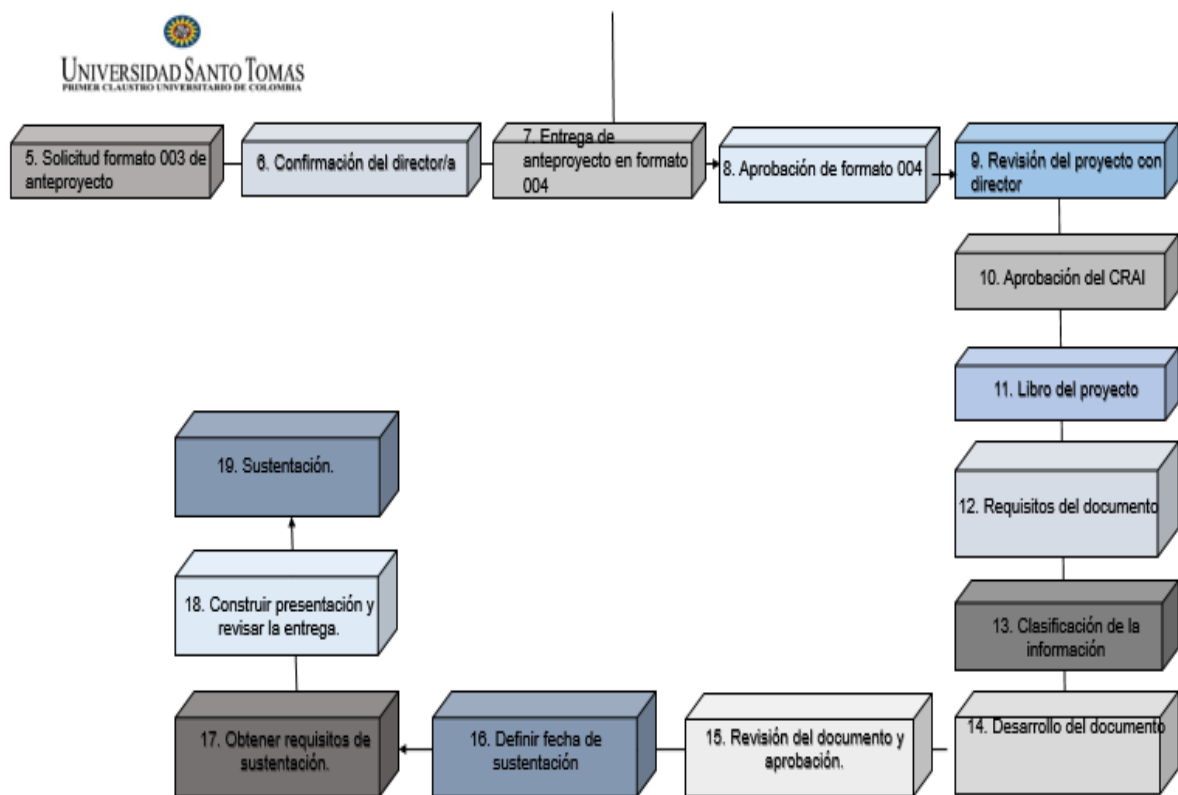 UNIVERSIDAD SANTO TOMAS
PRIMER CLAUSTRO UNIVERSITARIO DE COLOMBIA
5. Solicitud formato 003 de
anteproyecto
6. Confirmación del director/a
7. Entrega de
anteproyecto en formato
004
8. Aprobación de formato 004
9. Revisión del proyecto con
director
10. Aprobación del CRAI
11. Libro del proyecto
12. Requisitos del documento
13. Clasificación de la
información
14. Desarrollo del documento
15. Revisión del documento y
aprobación.
16. Definir fecha de
sustentación
17. Obtener requisitos de
sustentación.
18. Construir presentación y
revisar la entrega.
19. Sustentación.